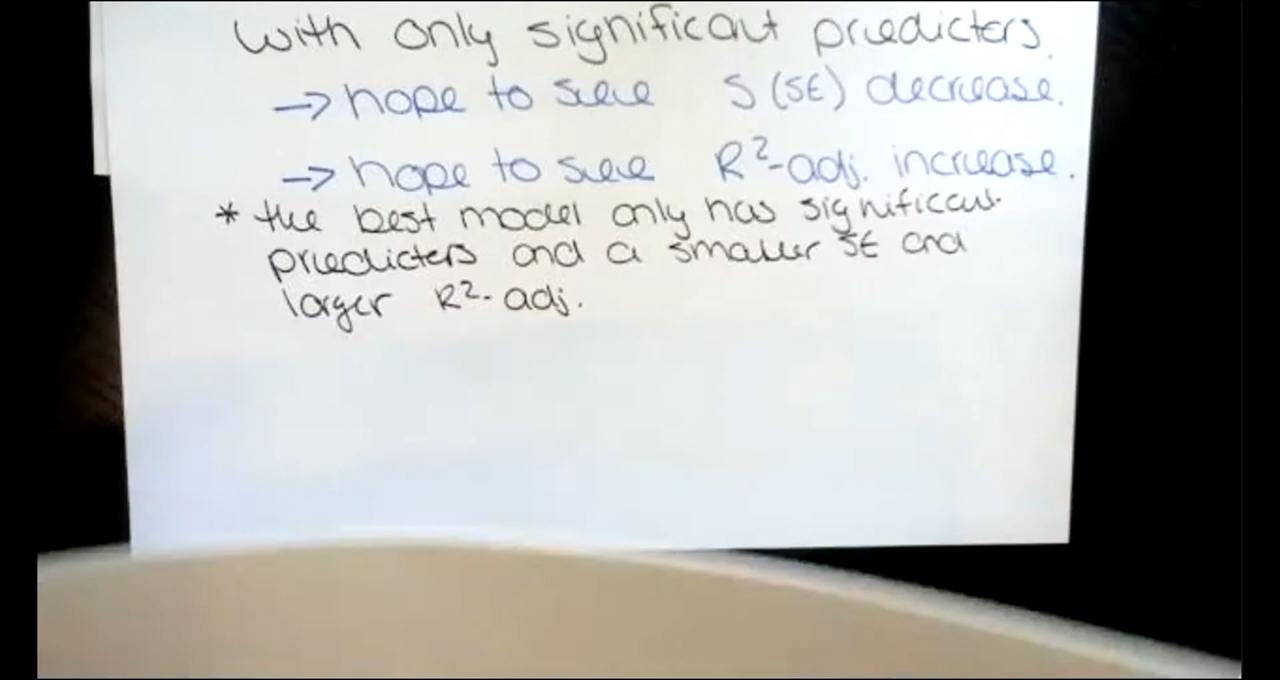 with only significant predicters.
→ hope to see S (SE) decrease.
→ hope to see R²-adj. increase.
* the best model only has significant
predicters and a smaller SE and
larger R²-adj.